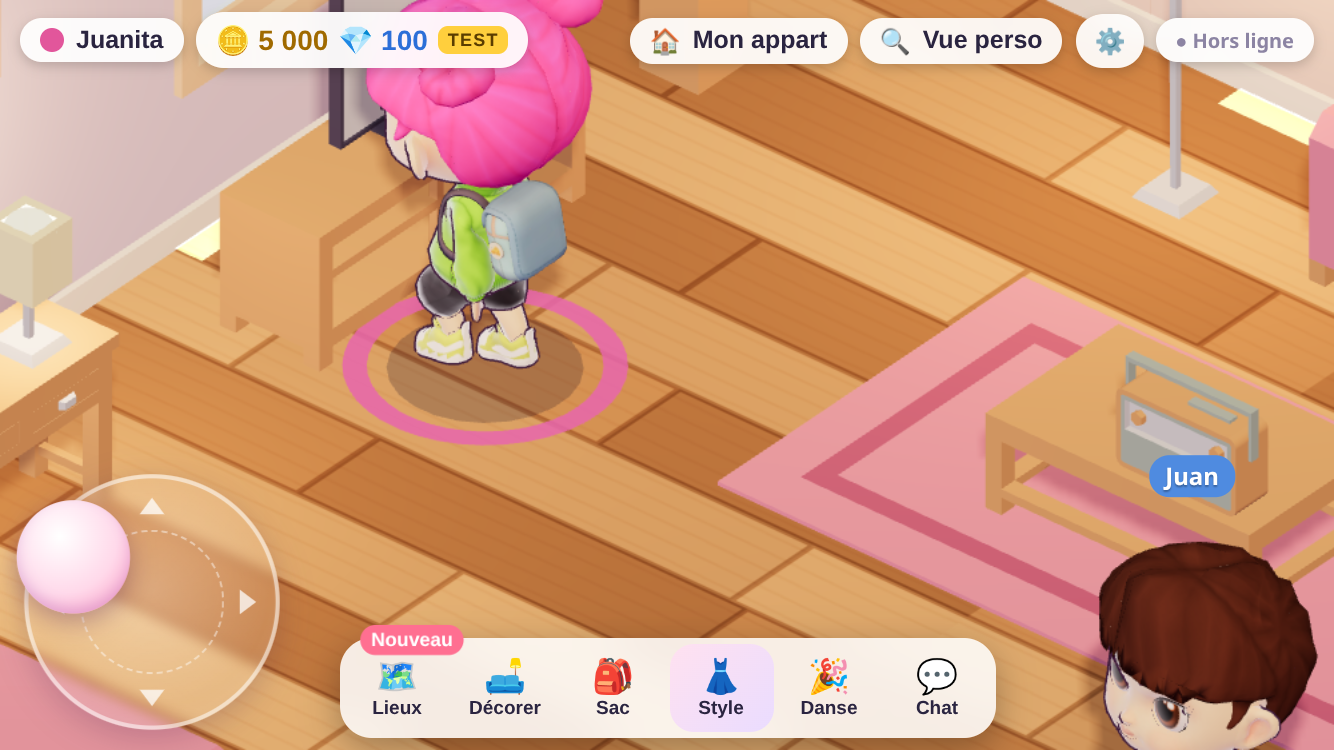 Juanita
5 000
100
TEST
Mon appart
Vue perso
Hors ligne
Juan
Nouveau
Lieux
Décorer
Sac
Style
Danse
Chat